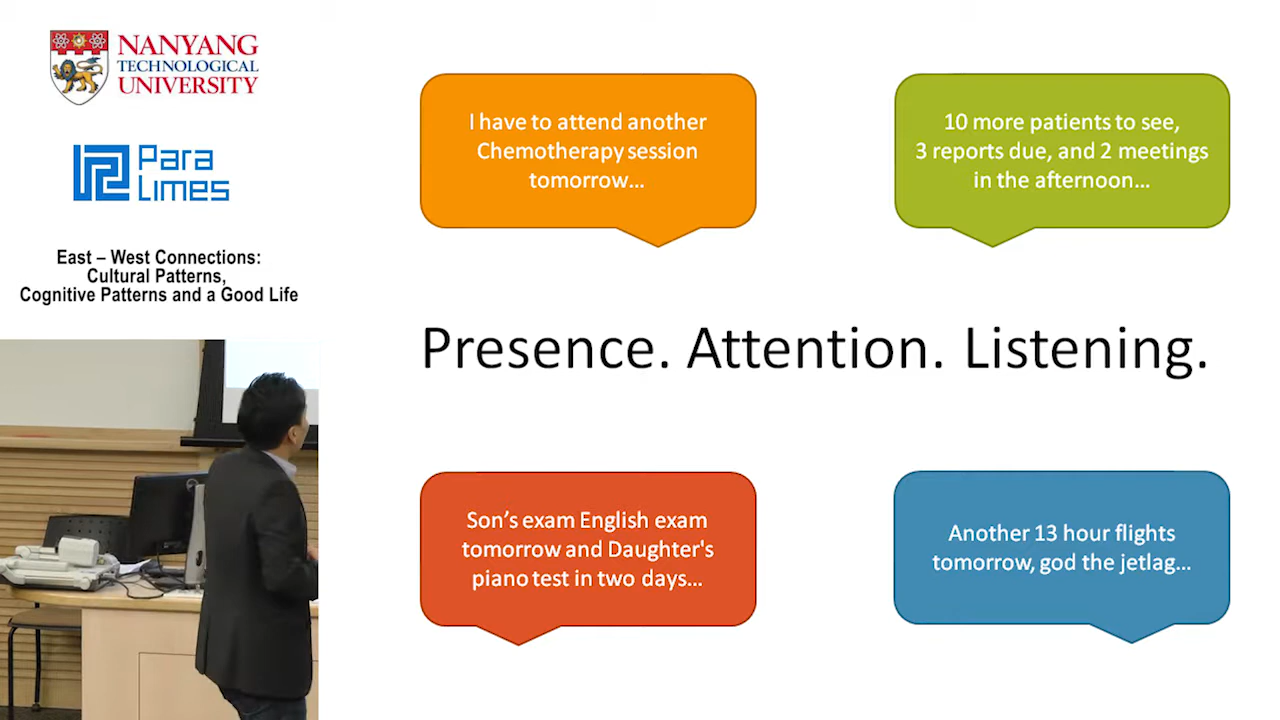 NANYANG
TECHNOLOGICAL
UNIVERSITY
Para
Limes
East – West Connections:
Cultural Patterns,
Cognitive Patterns and a Good Life
I have to attend another
Chemotherapy session
tomorrow...
10 more patients to see,
3 reports due, and 2 meetings
in the afternoon...
Presence. Attention. Listening.
Son's exam English exam
tomorrow and Daughter's
piano test in two days...
Another 13 hour flights
tomorrow, god the jetlag...